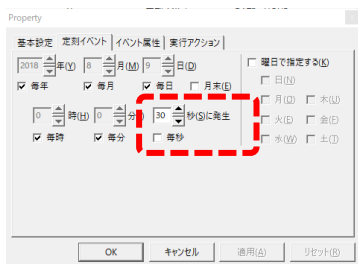 Property
基本設定 定刻イベント イベント属性 実行アクション
2018 年(Y) 8 月(M) 9 日(D) 曜日で指定する(K)
毎年 毎月 毎日 月末(E) 日(N)
月(O) 木(U)
0 時(H) 0 分 30 秒(S)に発生 火(E) 金(F)
毎時 毎分 毎秒 水(W) 土(T)
OK キャンセル 適用(A) リセット(R)